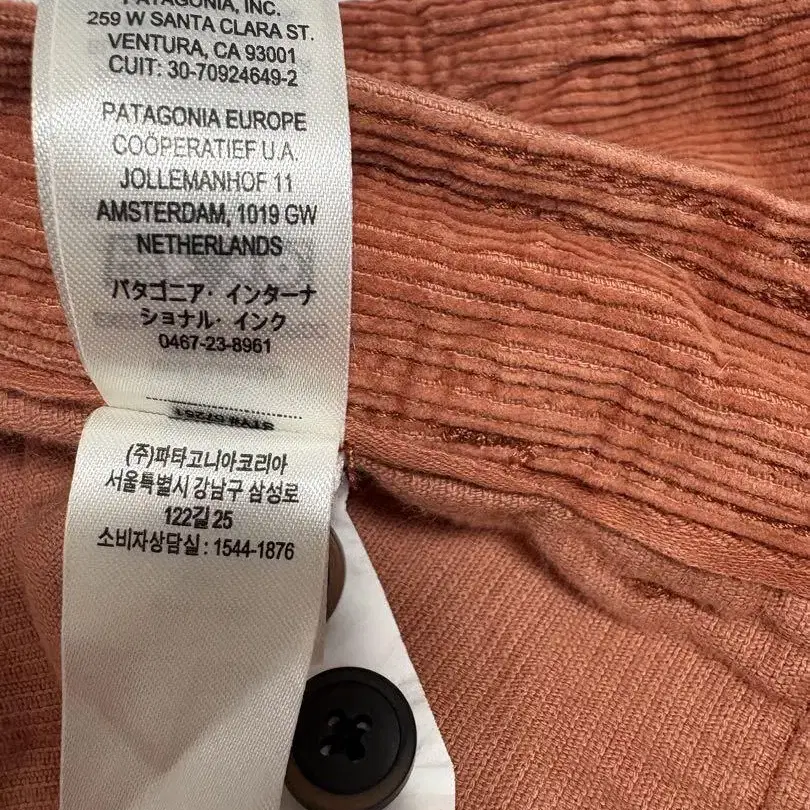 PATAGONIA, INC.
259 W SANTA CLARA ST.
VENTURA, CA 93001
CUIT: 30-70924649-2
PATAGONIA EUROPE
COÖPERATIEF U.A.
JOLLEMANHOF 11
AMSTERDAM, 1019 GW
NETHERLANDS
パタゴニア・インターナ
ショナル・インク
0467-23-8961
(주)파타고니아코리아
서울특별시 강남구 삼성로
122길 25
소비자상담실 : 1544-1876